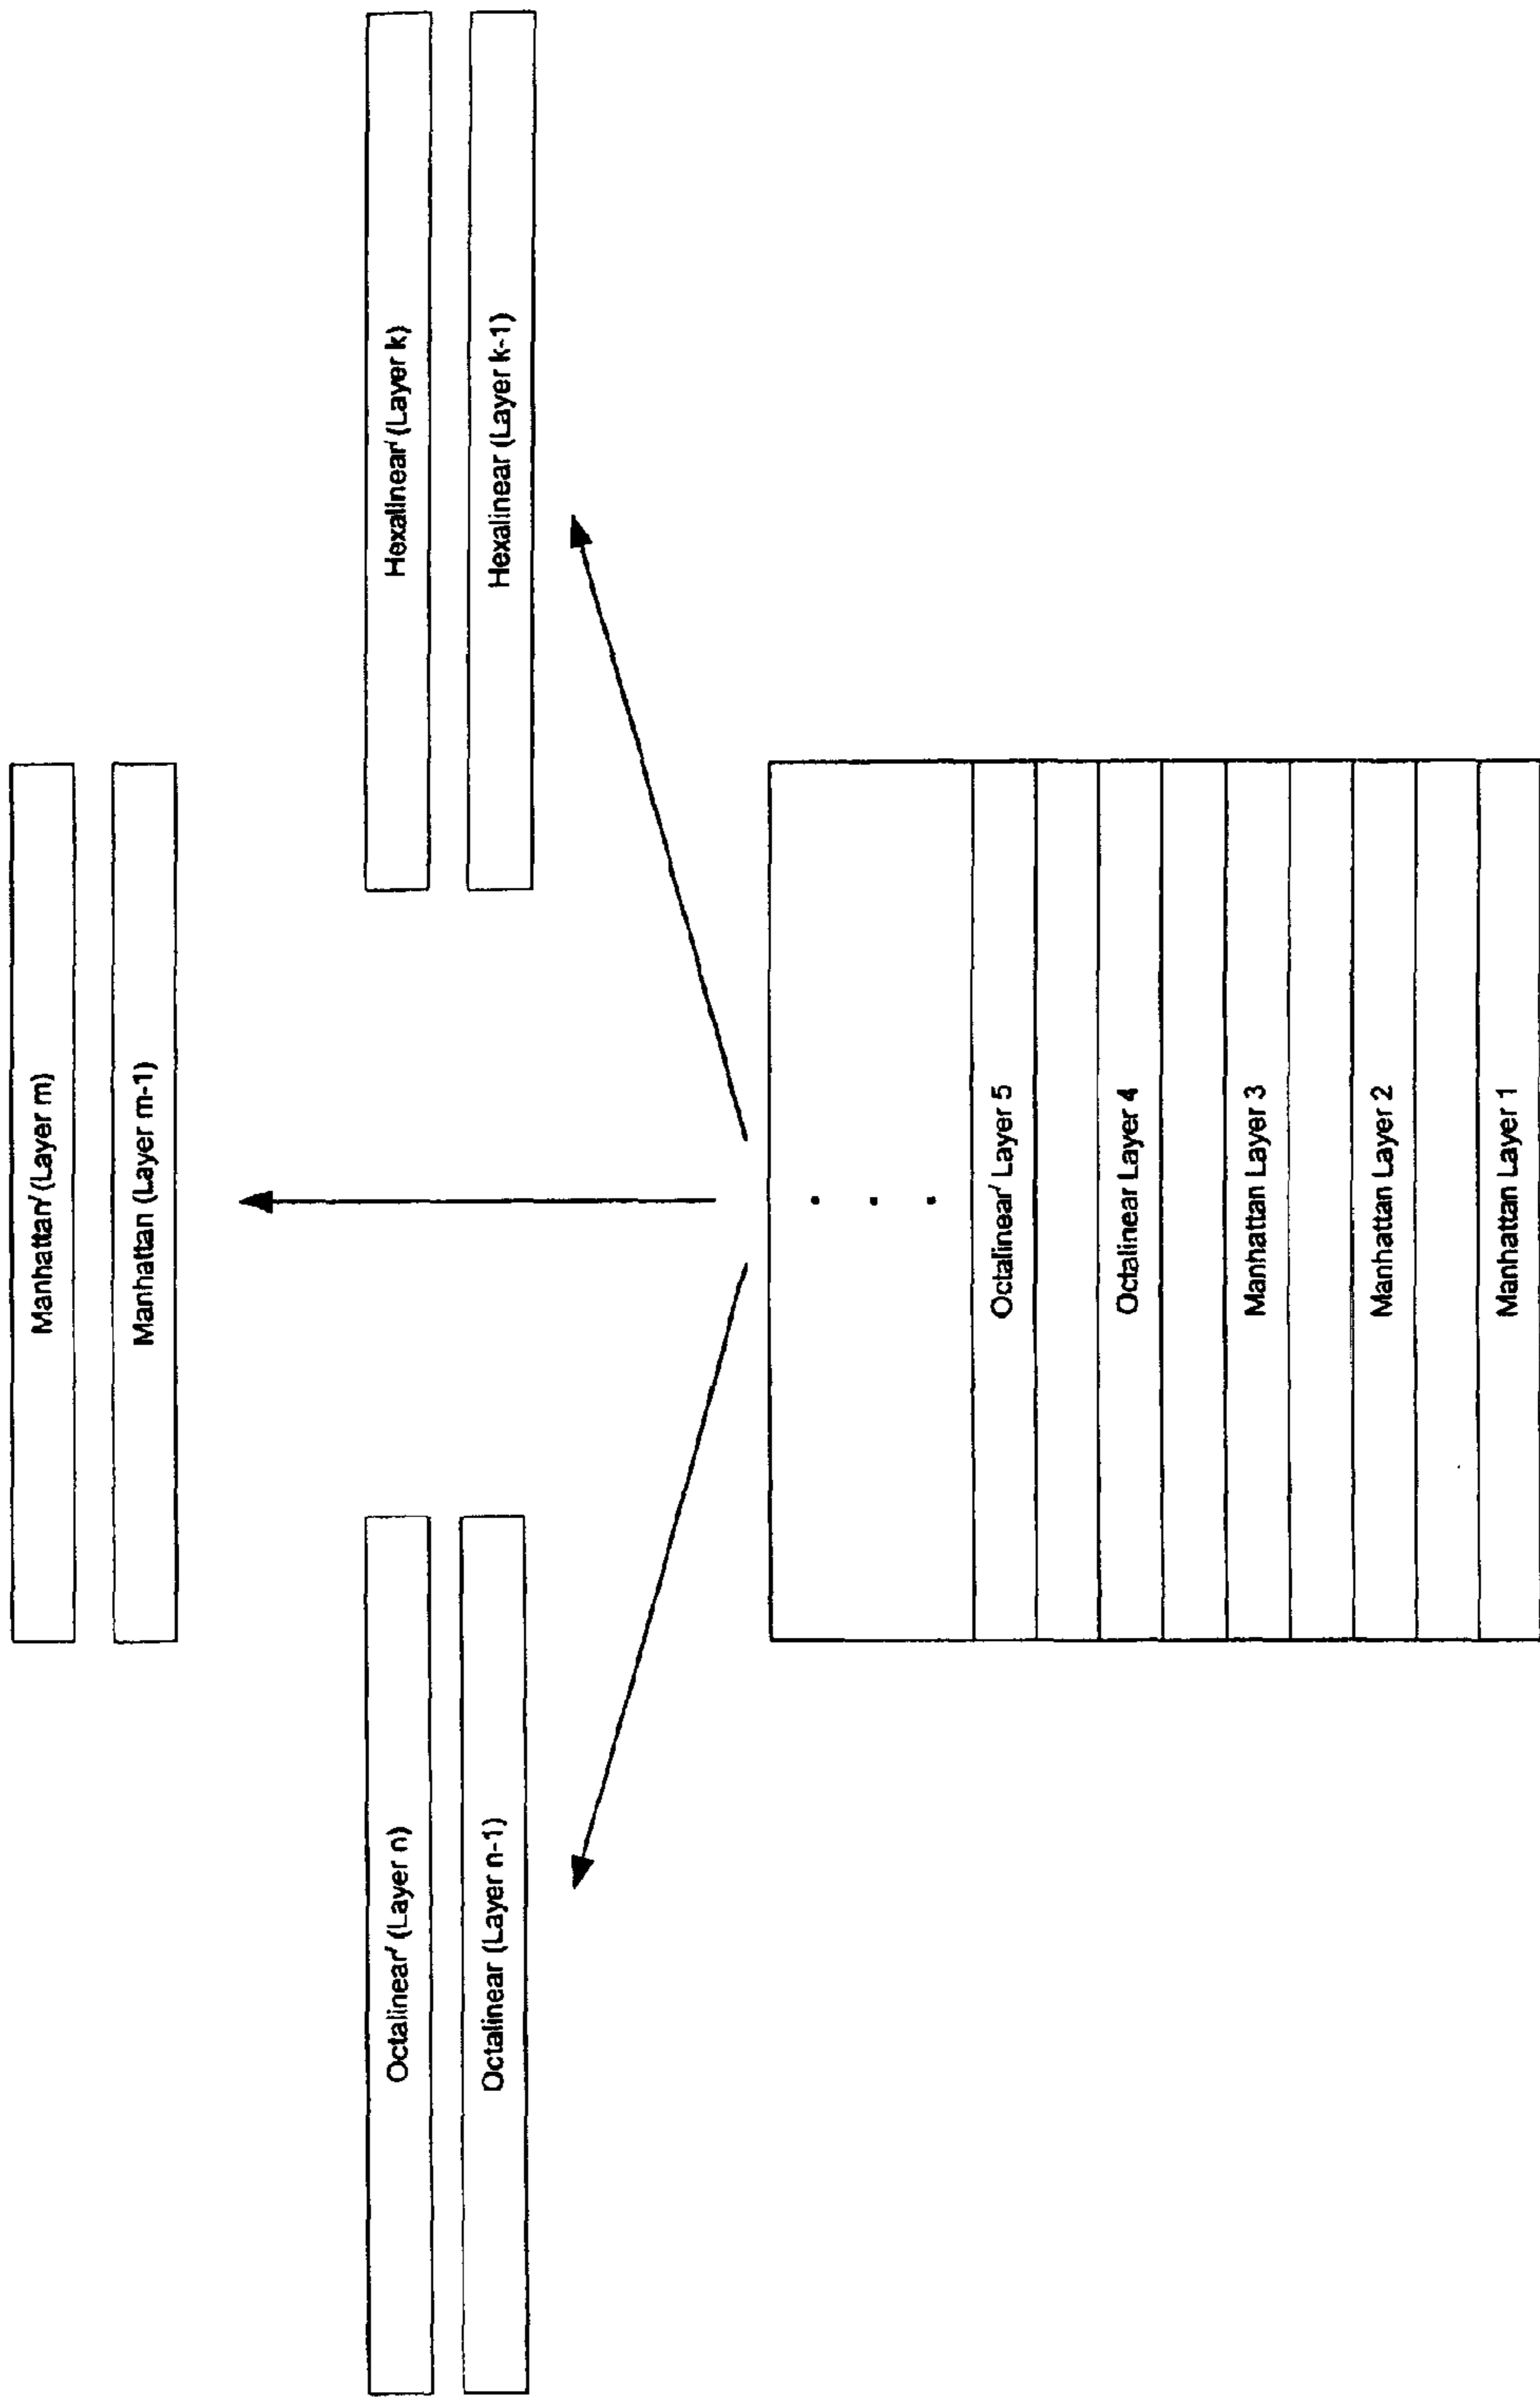 Manhattan' (Layer m)
Manhattan (Layer m-1)
Octalinear' (Layer n)
Octalinear (Layer n-1)
Hexalinear' (Layer k)
Hexalinear (Layer k-1)
Octalinear' Layer 5
Octalinear Layer 4
Manhattan Layer 3
Manhattan Layer 2
Manhattan Layer 1